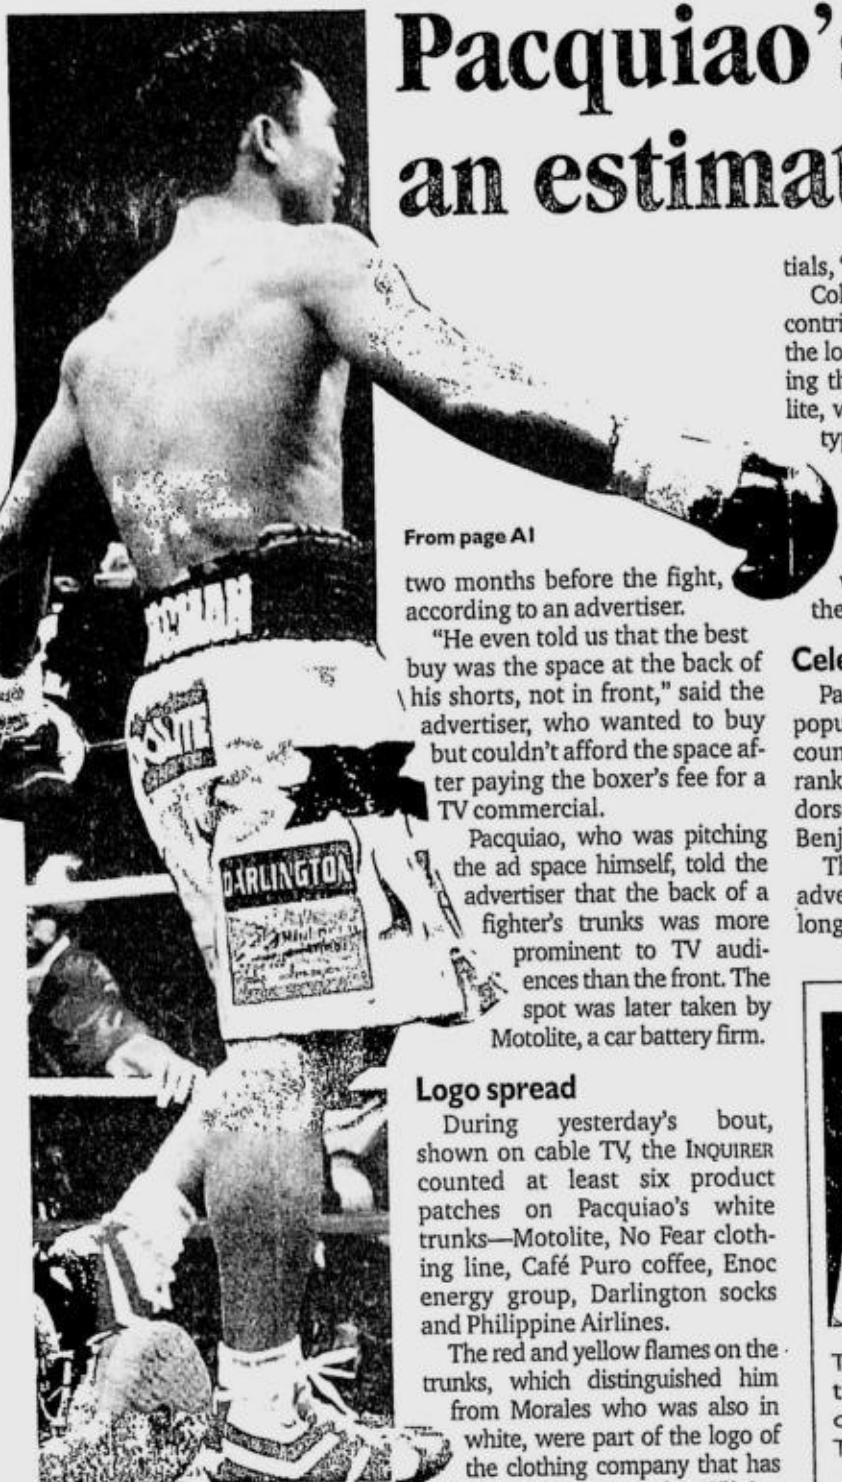 Pacquiao's
an estimat
From page A1
two months before the fight,
according to an advertiser.
"He even told us that the best
buy was the space at the back of
his shorts, not in front," said the
advertiser, who wanted to buy
but couldn't afford the space af-
ter paying the boxer's fee for a
TV commercial.
Pacquiao, who was pitching
the ad space himself, told the
advertiser that the back of a
fighter's trunks was more
prominent to TV audi-
ences than the front. The
spot was later taken by
Motolite, a car battery firm.
Logo spread
During yesterday's bout,
shown on cable TV, the INQUIRER
counted at least six product
patches on Pacquiao's white
trunks—Motolite, No Fear cloth-
ing line, Café Puro coffee, Enoc
energy group, Darlington socks
and Philippine Airlines.
The red and yellow flames on the
trunks, which distinguished him
from Morales who was also in
white, were part of the logo of
the clothing company that has
tials, "
Col
contri
the lo
ing th
lite, v
typ
the
Cele
Pa
popu
coun
rank
dors
Benj
Th
adve
long
DARLINGTON